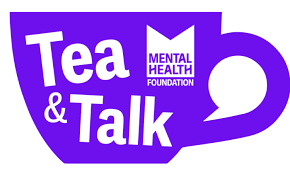 Tea
& Talk
MENTAL
HEALTH
FOUNDATION